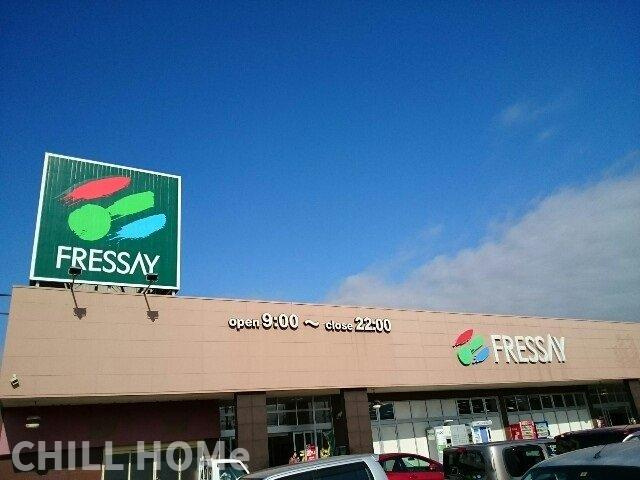 FRESSAY
open 9:00 ～ close 22:00
FRESSAY
CHILL HOMe